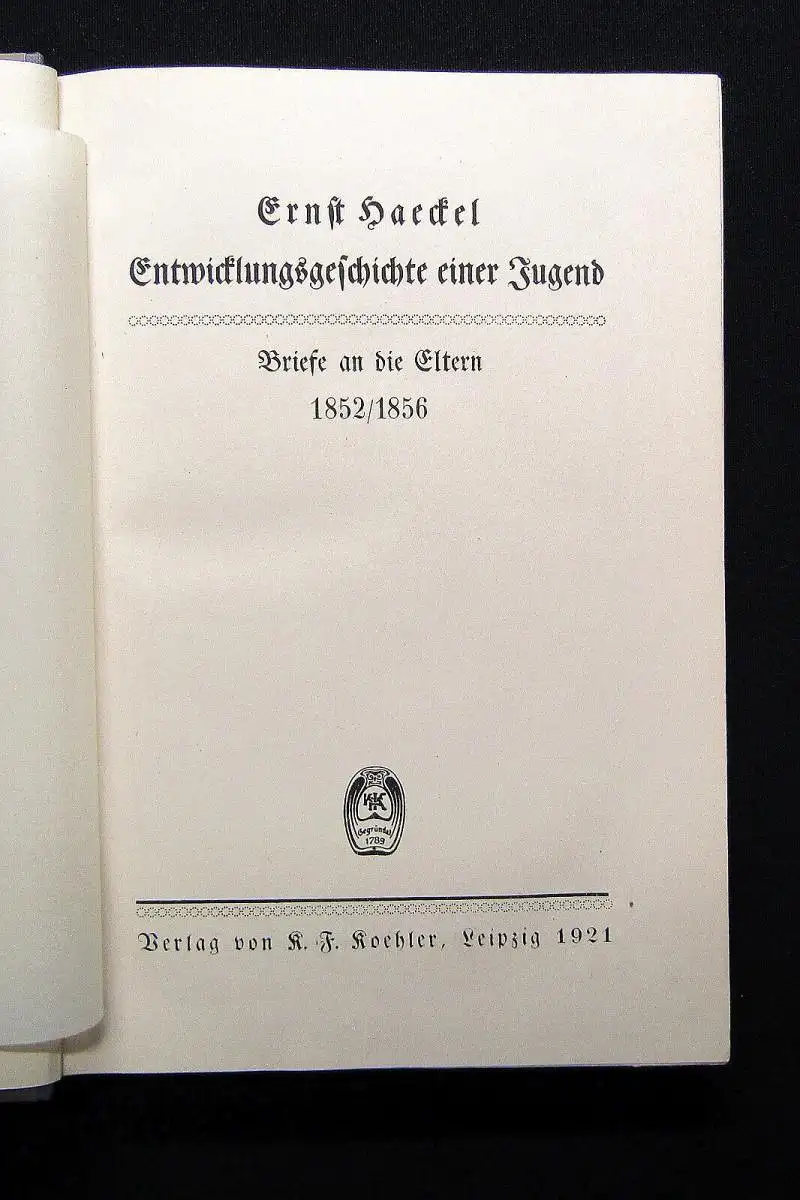 Ernst Haeckel
Entwicklungsgeschichte einer Jugend
Briefe an die Eltern
1852/1856
KFK
Gegründet
1789
Verlag von K. F. Koehler, Leipzig 1921